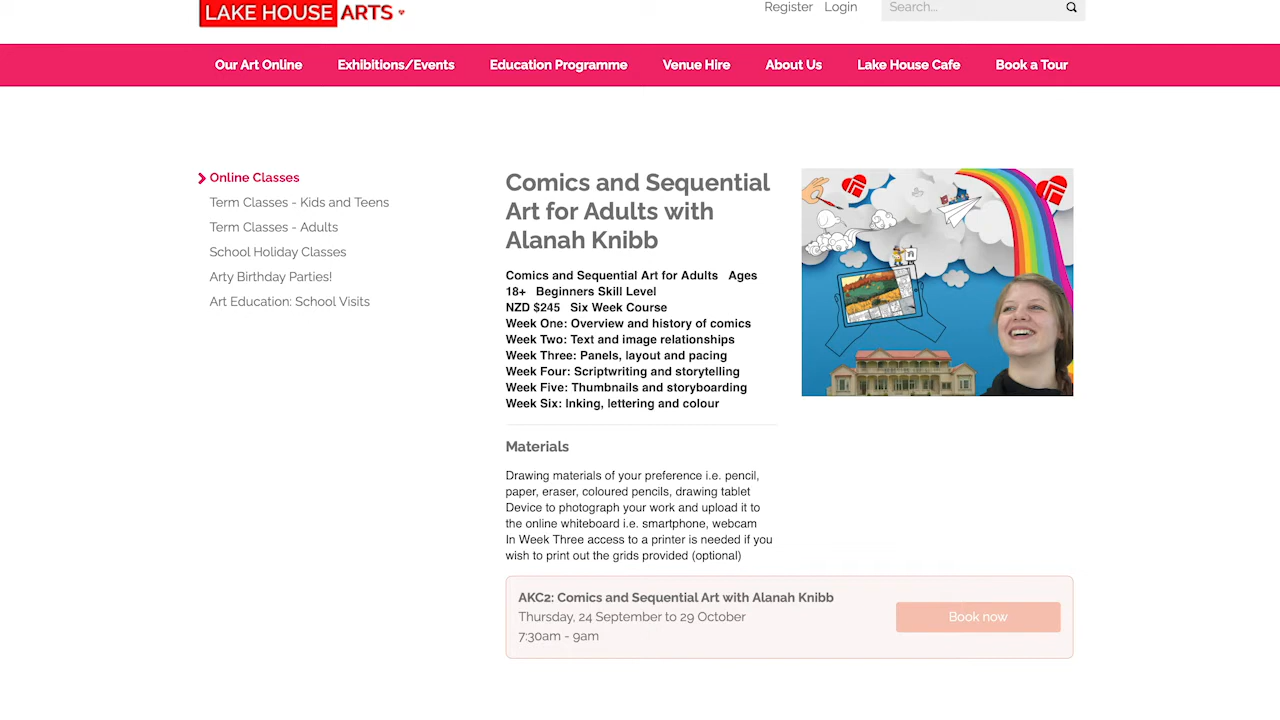 LAKE HOUSE ARTS
Register Login Search...
Our Art Online Exhibitions/Events Education Programme Venue Hire About Us Lake House Cafe Book a Tour
Online Classes
Term Classes - Kids and Teens
Term Classes - Adults
School Holiday Classes
Arty Birthday Parties!
Art Education: School Visits
Comics and Sequential
Art for Adults with
Alanah Knibb
Comics and Sequential Art for Adults Ages
18+ Beginners Skill Level
NZD $245 Six Week Course
Week One: Overview and history of comics
Week Two: Text and image relationships
Week Three: Panels, layout and pacing
Week Four: Scriptwriting and storytelling
Week Five: Thumbnails and storyboarding
Week Six: Inking, lettering and colour
Materials
Drawing materials of your preference i.e. pencil,
paper, eraser, coloured pencils, drawing tablet
Device to photograph your work and upload it to
the online whiteboard i.e. smartphone, webcam
In Week Three access to a printer is needed if you
wish to print out the grids provided (optional)
AKC2: Comics and Sequential Art with Alanah Knibb
Thursday, 24 September to 29 October
7:30am - 9am
Book now